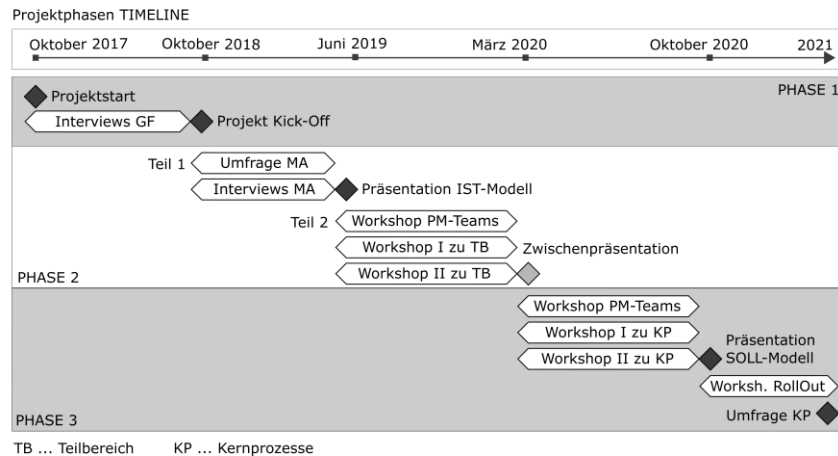 Projektphasen TIMELINE
Oktober 2017 Oktober 2018 Juni 2019 März 2020 Oktober 2020 2021
PHASE 1
Projektstart
Interviews GF Projekt Kick-Off
Teil 1 Umfrage MA
Interviews MA Präsentation IST-Modell
Teil 2 Workshop PM-Teams
Workshop I zu TB Zwischenpräsentation
Workshop II zu TB
PHASE 2
Workshop PM-Teams
Workshop I zu KP Präsentation
Workshop II zu KP SOLL-Modell
Worksh. RollOut
Umfrage KP
PHASE 3
TB ... Teilbereich KP ... Kernprozesse